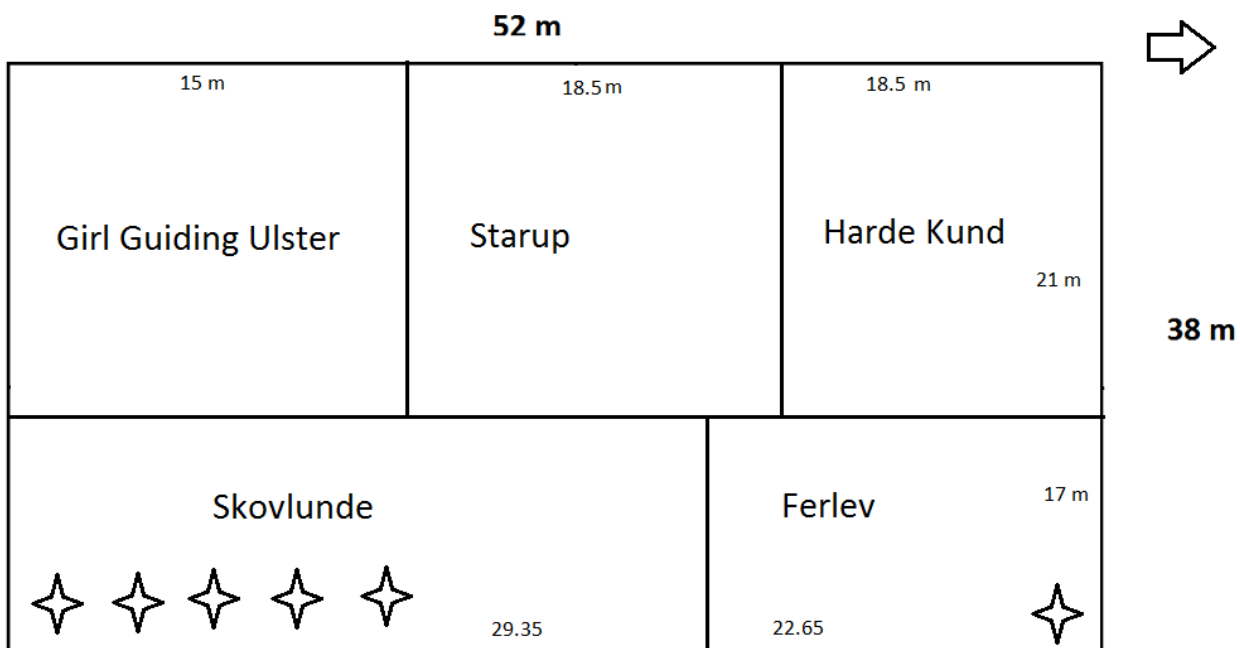 52 m
15 m
18.5 m
18.5 m
Girl Guiding Ulster
Starup
Harde Kund
21 m
38 m
Skovlunde
Ferlev
17 m
29.35
22.65